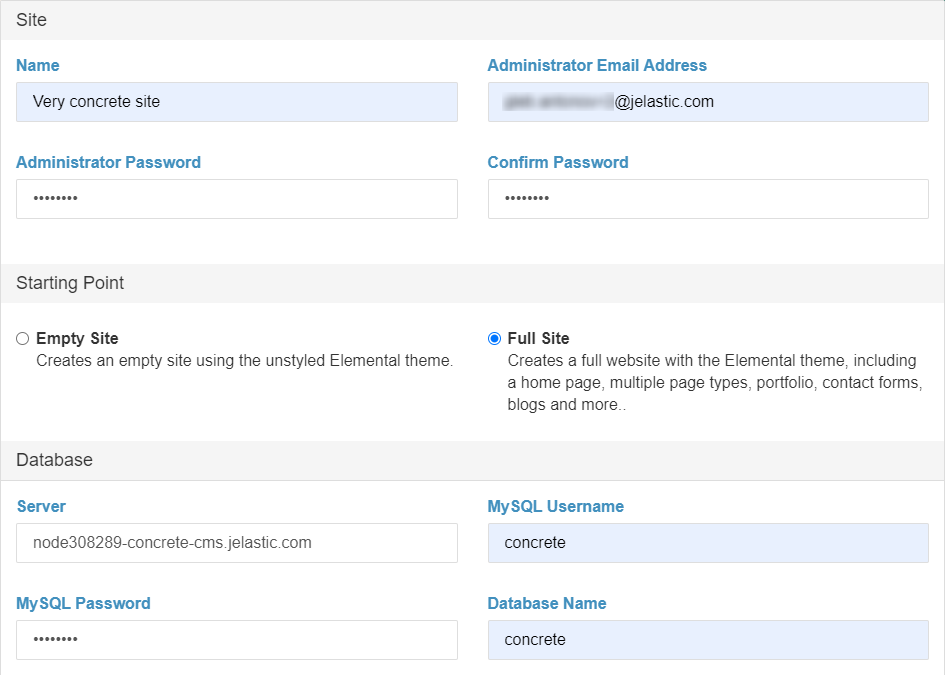 Site
Name
Administrator Email Address
Very concrete site
@jelastic.com
Administrator Password
Confirm Password
••••••••
••••••••
Starting Point
Empty Site
Creates an empty site using the unstyled Elemental theme.
Full Site
Creates a full website with the Elemental theme, including
a home page, multiple page types, portfolio, contact forms,
blogs and more..
Database
Server
MySQL Username
node308289-concrete-cms.jelastic.com
concrete
MySQL Password
Database Name
••••••••
concrete